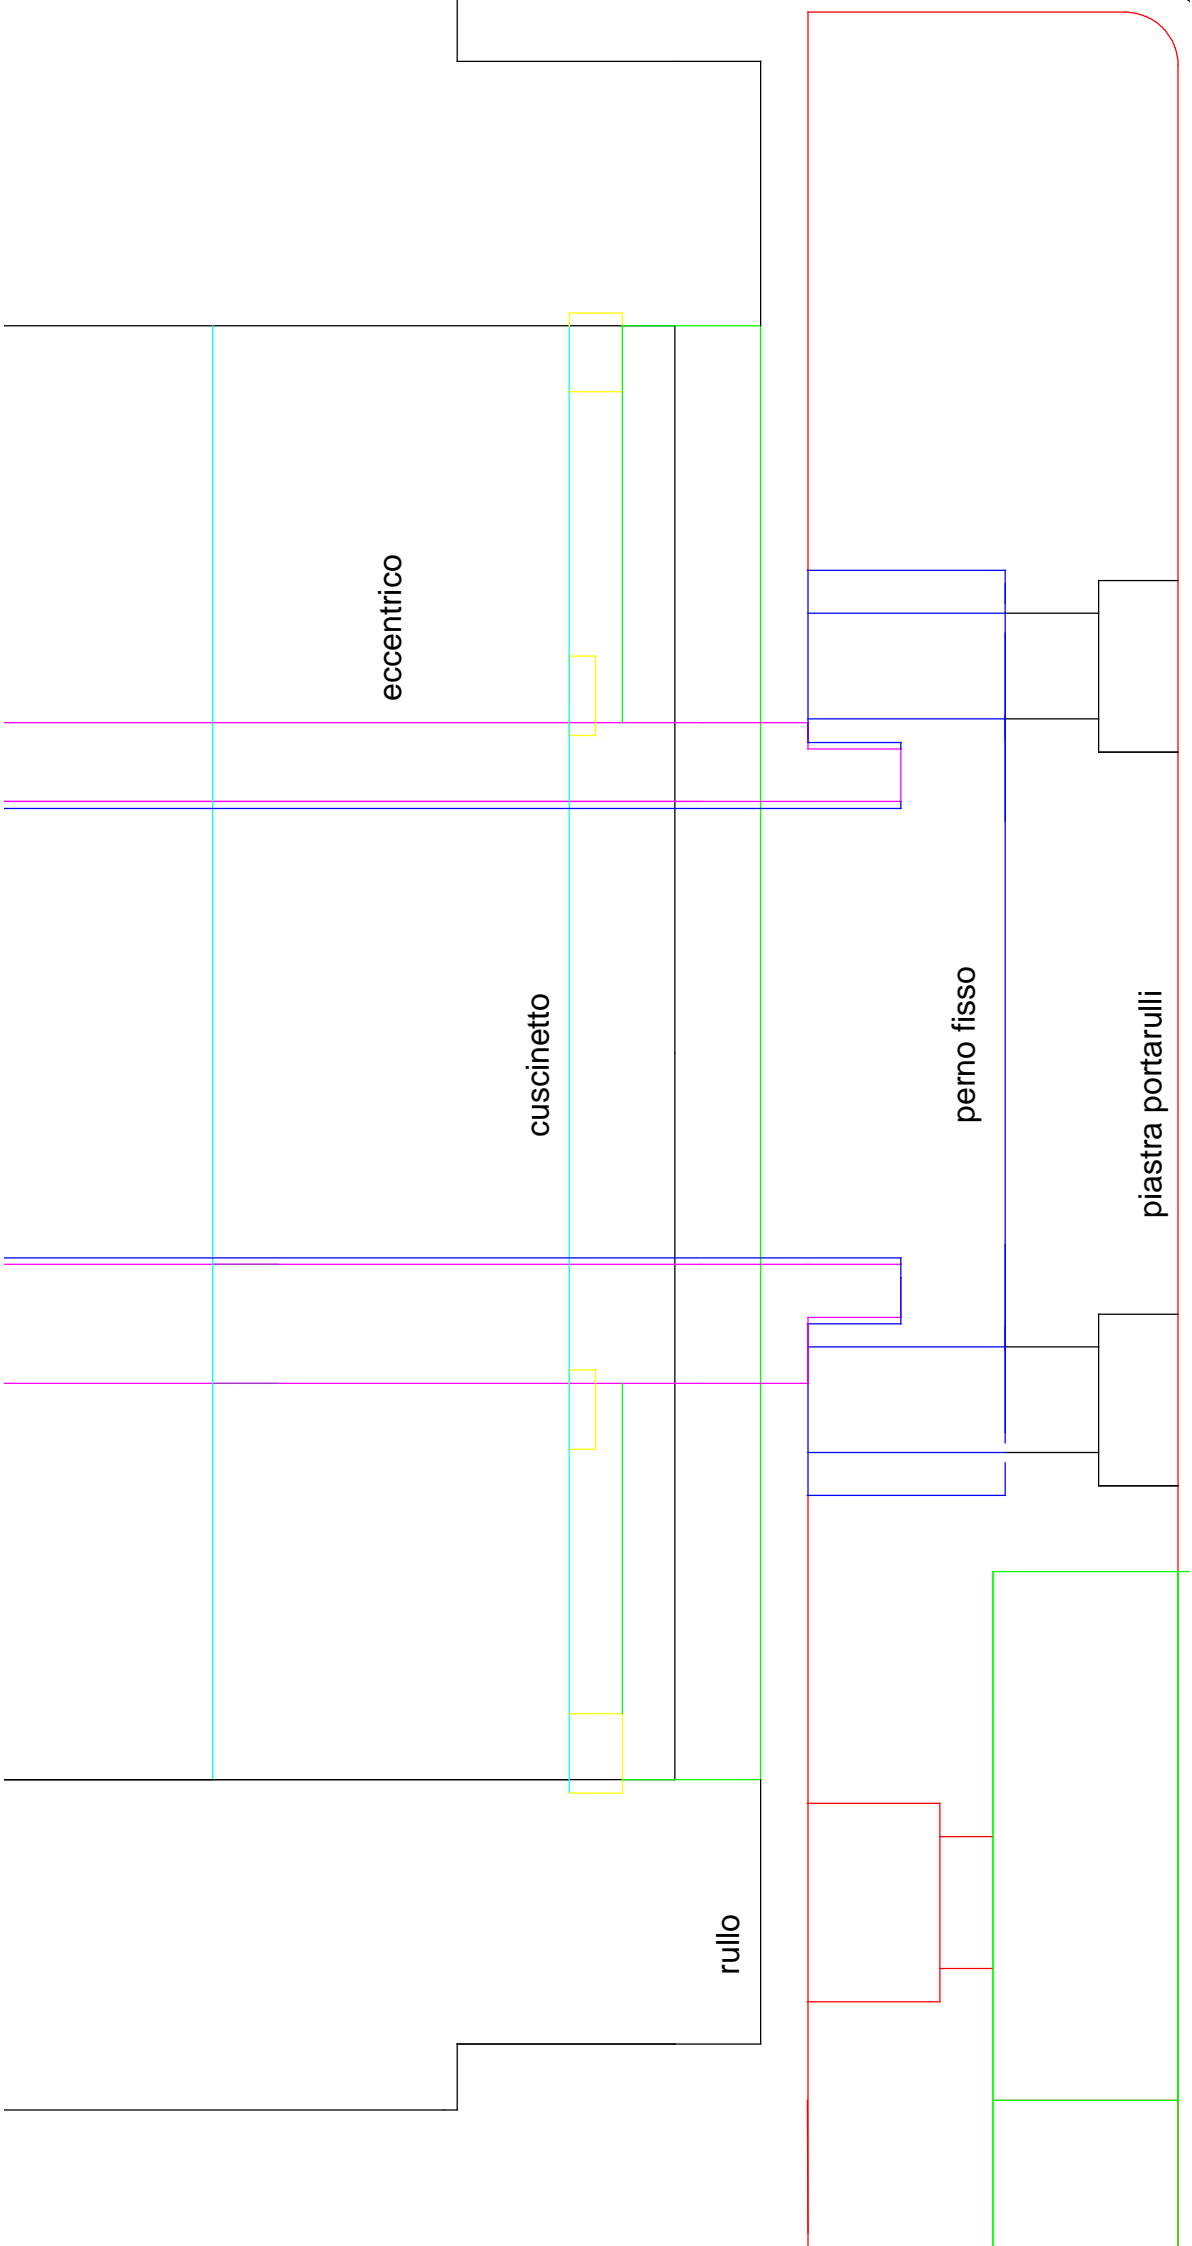 eccentrico
cuscinetto
rullo
perno fisso
piastra portarulli